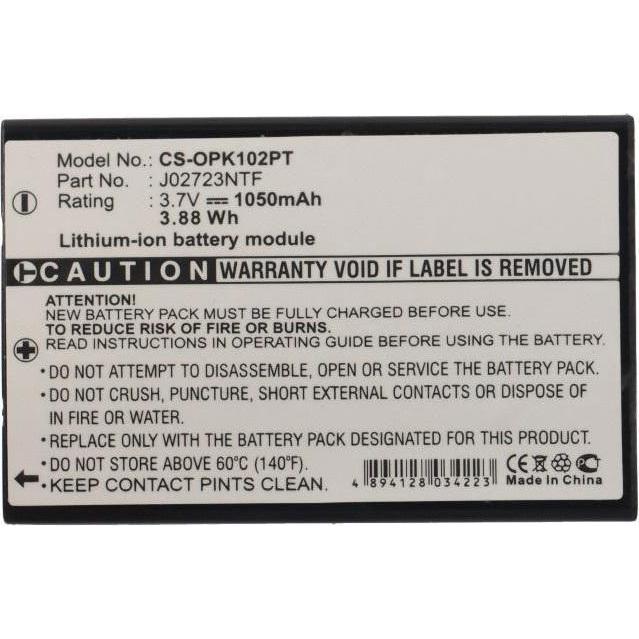 Model No.: CS-OPK102PT
Part No. : J02723NTF
Rating : 3.7V ⎓ 1050mAh
3.88 Wh
Lithium-ion battery module
CAUTION WARRANTY VOID IF LABEL IS REMOVED
ATTENTION!
NEW BATTERY PACK MUST BE FULLY CHARGED BEFORE USE.
TO REDUCE RISK OF FIRE OR BURNS.
READ INSTRUCTIONS IN OPERATING GUIDE BEFORE USING THE BATTERY.
•DO NOT ATTEMPT TO DISASSEMBLE, OPEN OR SERVICE BATTERY PACK.
•DO NOT CRUSH, PUNCTURE, SHORT EXTERNAL CONTACTS OR DISPOSE OF
IN FIRE OR WATER.
•REPLACE ONLY WITH THE BATTERY PACK DESIGNATED BY MANUFACTURER.
•DO NOT STORE ABOVE 60°C (140°F).
•KEEP CONTACT PINTS CLEAN.
4 894128 034223
CE
Made In China